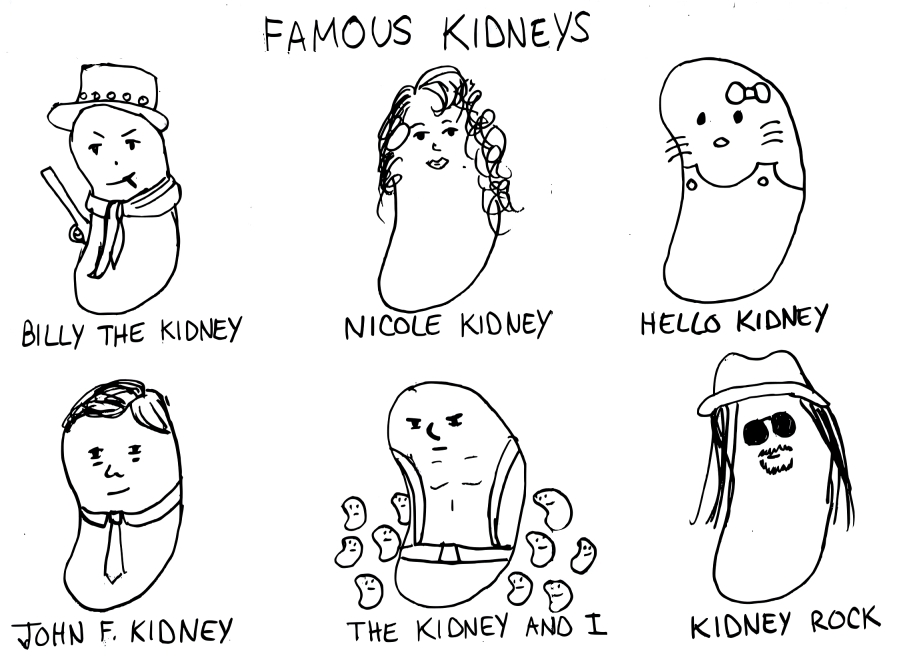 FAMOUS KIDNEYS
BILLY THE KIDNEY
NICOLE KIDNEY
HELLO KIDNEY
JOHN F. KIDNEY
THE KIDNEY AND I
KIDNEY ROCK